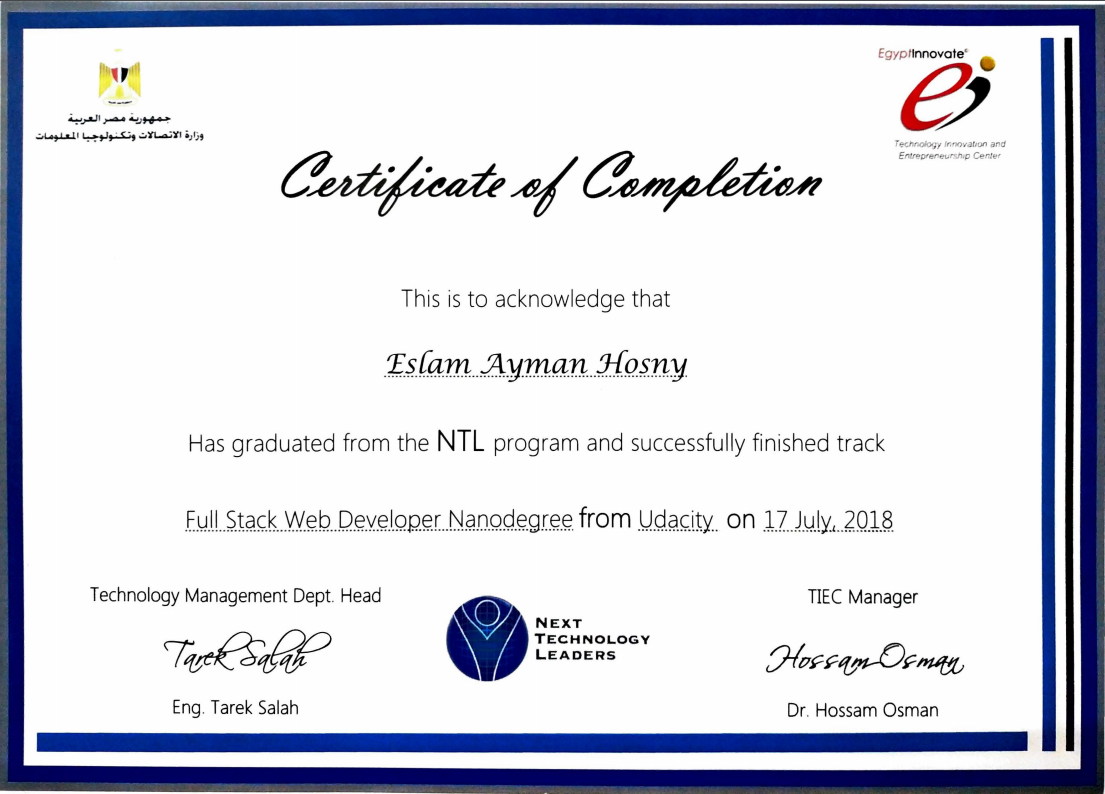 جمهورية مصر العربية
وزارة الاتصالات وتكنولوجيا المعلومات
EgyptInnovate
Technology Innovation and
Entrepreneurship Center
Certificate of Completion
This is to acknowledge that
Eslam Ayman Hosny
Has graduated from the NTL program and successfully finished track
Full Stack Web Developer Nanodegree from Udacity on 17 July, 2018
Technology Management Dept. Head
Tarek Salah
Eng. Tarek Salah
NEXT
TECHNOLOGY
LEADERS
TIEC Manager
Hossam Osman
Dr. Hossam Osman